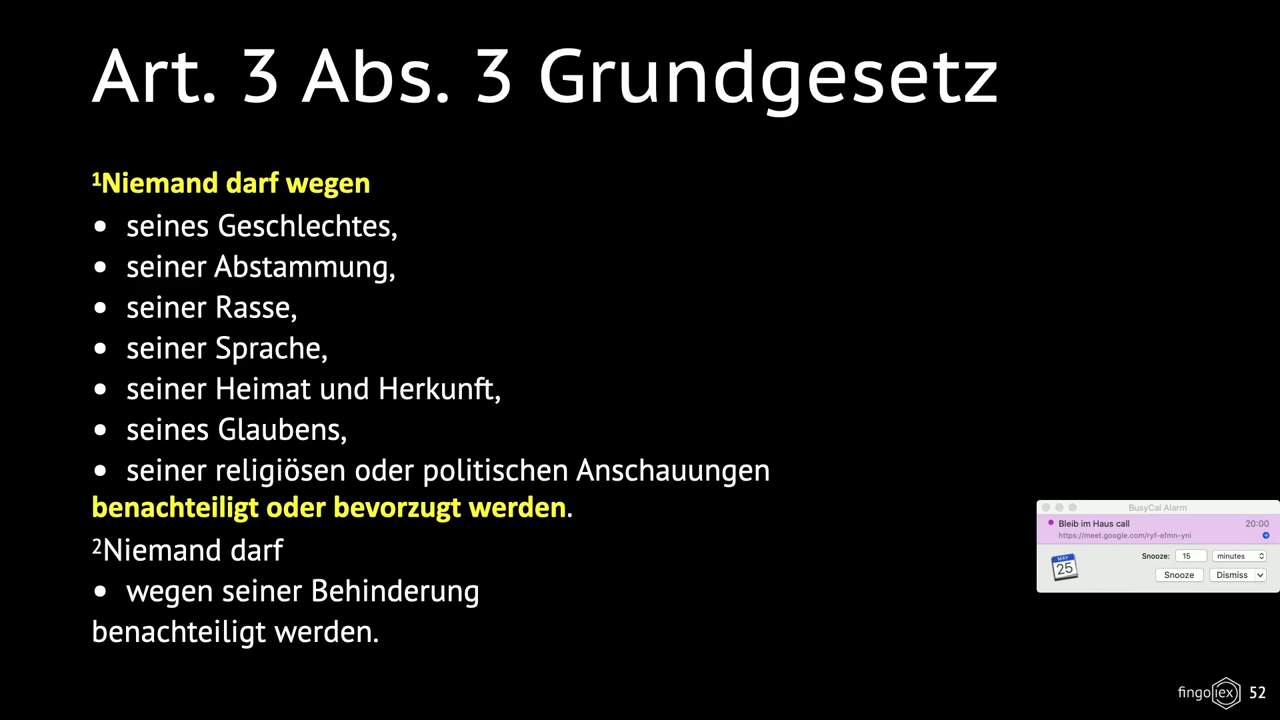 Art. 3 Abs. 3 Grundgesetz
¹Niemand darf wegen
• seines Geschlechtes,
• seiner Abstammung,
• seiner Rasse,
• seiner Sprache,
• seiner Heimat und Herkunft,
• seines Glaubens,
• seiner religiösen oder politischen Anschauungen
benachteiligt oder bevorzugt werden.
²Niemand darf
• wegen seiner Behinderung
benachteiligt werden.
BusyCal Alarm
Bleib im Haus call 20:00
https://meet.google.com/ryf-efmn-yni
MAY
25
Snooze: 15 minutes
Snooze Dismiss
fingolex 52